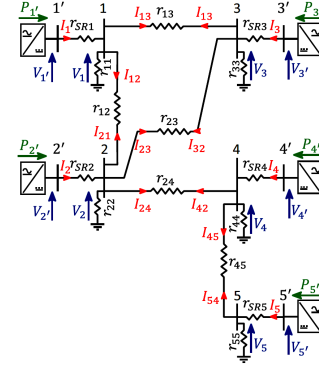 P1' 1' 1 3 3' P3'
I1 I13 r13 I13 I3
rSR1 rSR3
V1' V1 r11 I12 r33 V3 V3'
r12
P2' 2' 2 I21 r23 4 4' P4'
I2 I23 I32 I4
rSR2 r24 rSR4
V2' V2 r22 I24 I42 r44 V4 V4'
I45
r45
I54 5 5' P5'
rSR5 I5
r55 V5 V5'